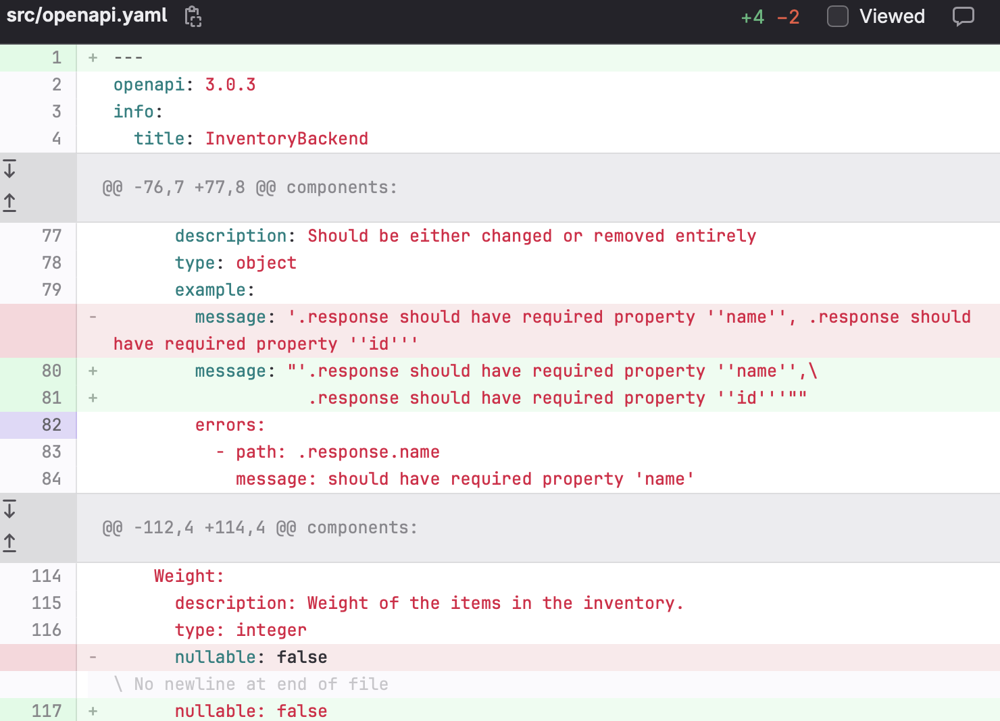 src/openapi.yaml +4 −2 Viewed
1 + ---
2 openapi: 3.0.3
3 info:
4 title: InventoryBackend
@@ -76,7 +77,8 @@ components:
77 description: Should be either changed or removed entirely
78 type: object
79 example:
- message: '.response should have required property ''name'', .response should
have required property ''id'''
80 + message: "'.response should have required property ''name'',\
81 + .response should have required property ''id'''""
82 errors:
83 - path: .response.name
84 message: should have required property 'name'
@@ -112,4 +114,4 @@ components:
114 Weight:
115 description: Weight of the items in the inventory.
116 type: integer
- nullable: false
\ No newline at end of file
117 + nullable: false